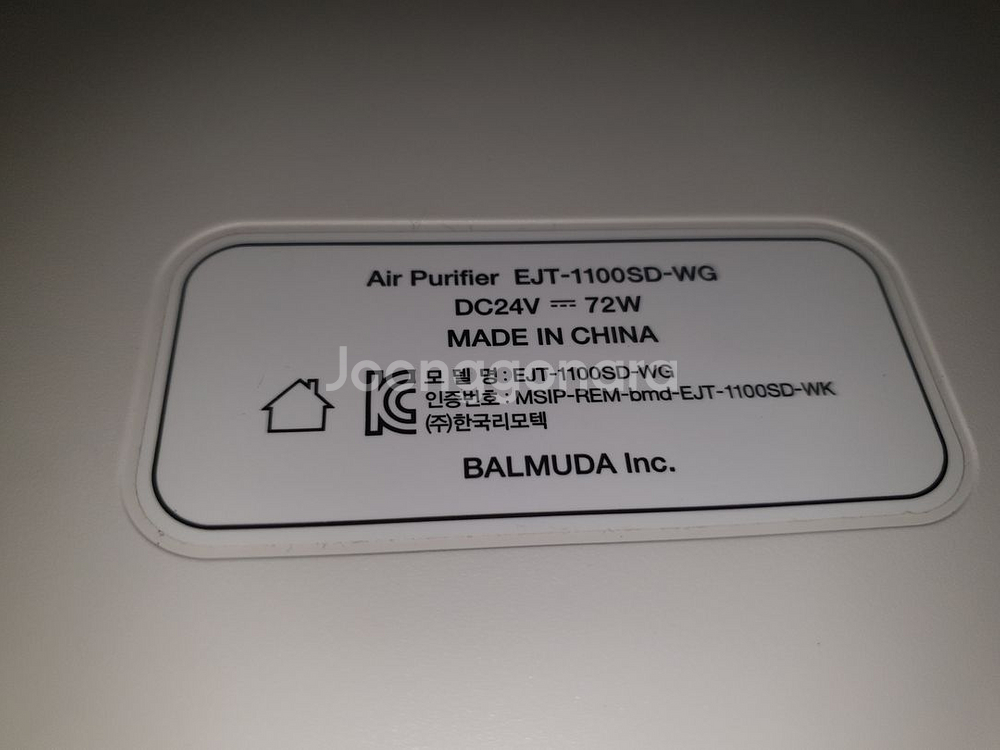 Air Purifier EJT-1100SD-WG
DC24V ⎓ 72W
MADE IN CHINA
Joonggonara
모 델 명 : EJT-1100SD-WG
인증번호 : MSIP-REM-bmd-EJT-1100SD-WK
(주)한국리모텍
BALMUDA Inc.